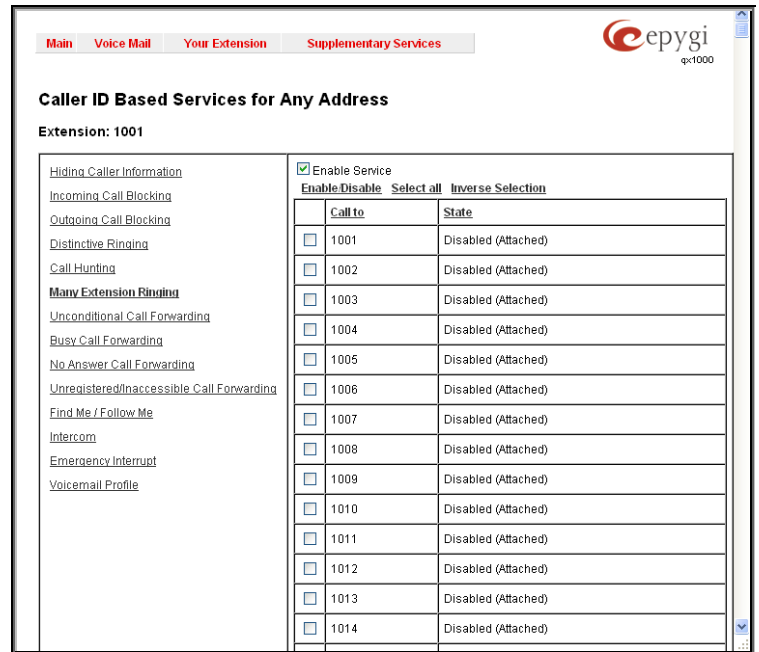 Main Voice Mail Your Extension Supplementary Services
epygi
qx1000
Caller ID Based Services for Any Address
Extension: 1001
Hiding Caller Information
Incoming Call Blocking
Outgoing Call Blocking
Distinctive Ringing
Call Hunting
Many Extension Ringing
Unconditional Call Forwarding
Busy Call Forwarding
No Answer Call Forwarding
Unregistered/Inaccessible Call Forwarding
Find Me / Follow Me
Intercom
Emergency Interrupt
Voicemail Profile
Enable Service
Enable/Disable Select all Inverse Selection
Call to State
1001 Disabled (Attached)
1002 Disabled (Attached)
1003 Disabled (Attached)
1004 Disabled (Attached)
1005 Disabled (Attached)
1006 Disabled (Attached)
1007 Disabled (Attached)
1008 Disabled (Attached)
1009 Disabled (Attached)
1010 Disabled (Attached)
1011 Disabled (Attached)
1012 Disabled (Attached)
1013 Disabled (Attached)
1014 Disabled (Attached)